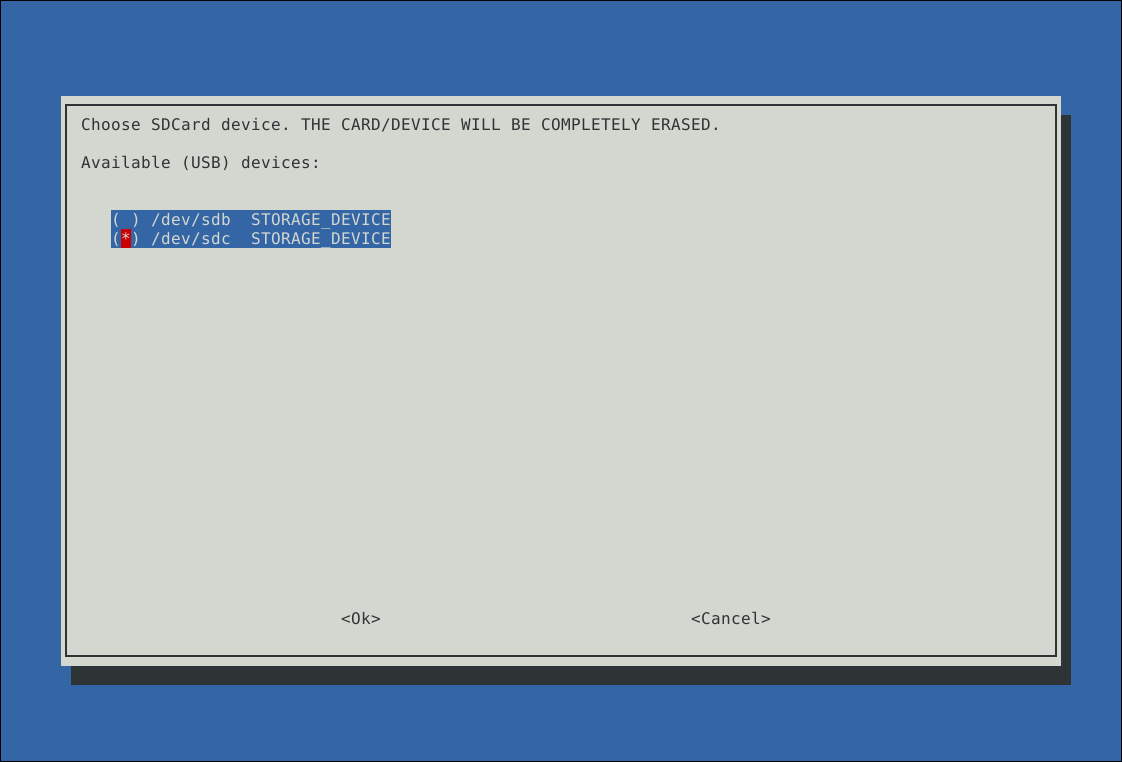 Choose SDCard device. THE CARD/DEVICE WILL BE COMPLETELY ERASED.
Available (USB) devices:
( ) /dev/sdb  STORAGE_DEVICE
(*) /dev/sdc  STORAGE_DEVICE
<Ok> <Cancel>